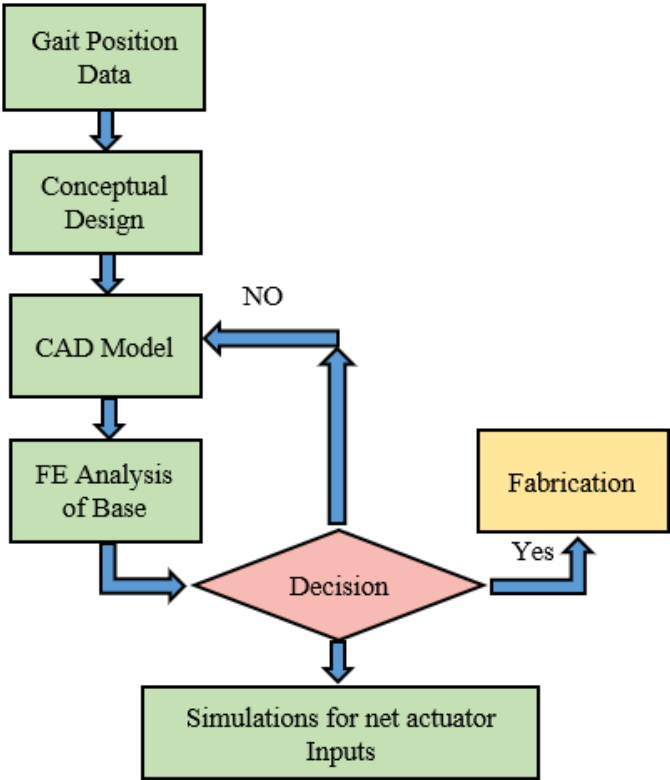 Gait Position
Data
Conceptual
Design
NO
CAD Model
FE Analysis
of Base
Fabrication
Yes
Decision
Simulations for net actuator
Inputs